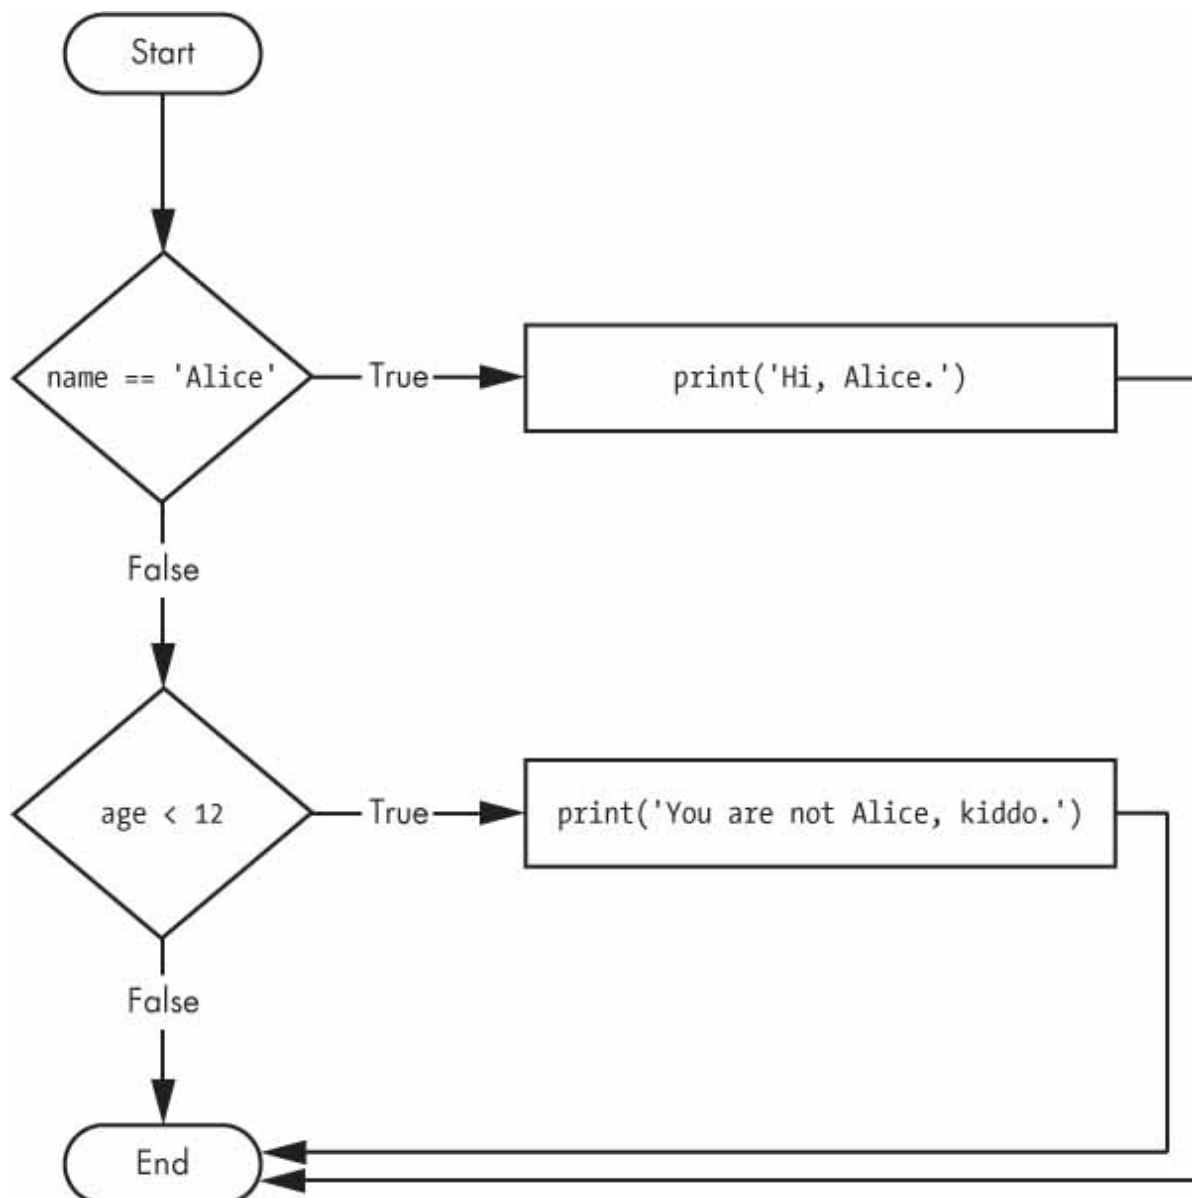 Start
name == 'Alice'
True
print('Hi, Alice.')
False
age < 12
True
print('You are not Alice, kiddo.')
False
End